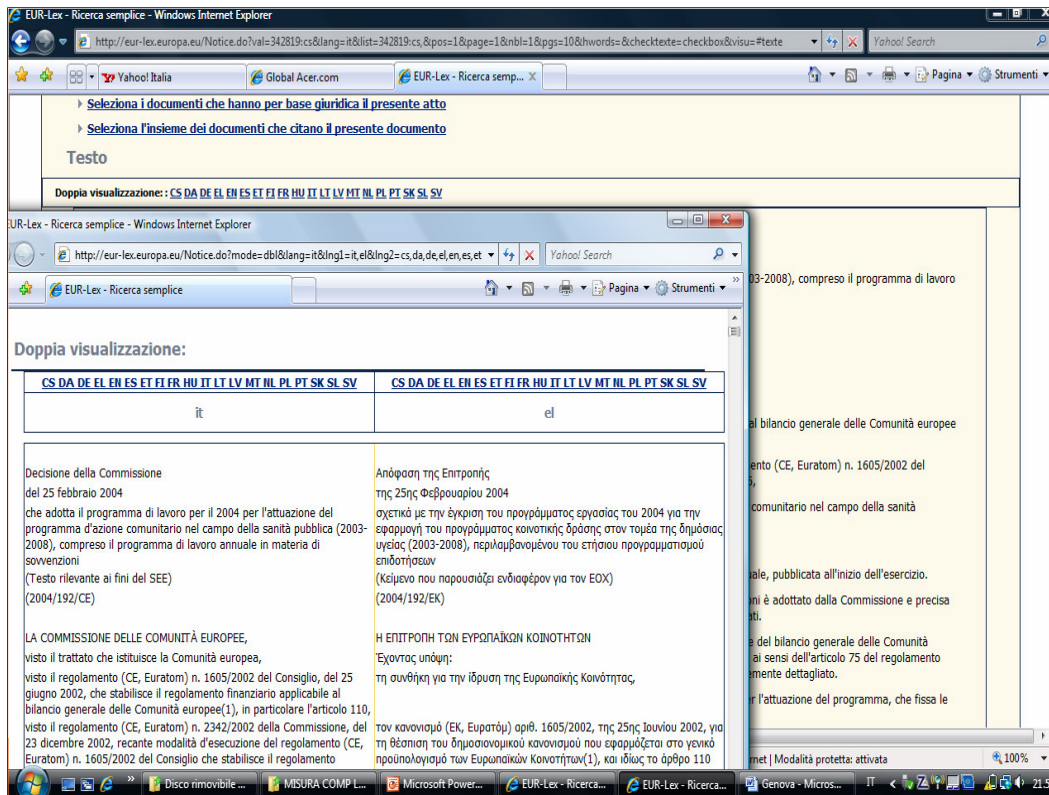 EUR-Lex - Ricerca semplice - Windows Internet Explorer
http://eur-lex.europa.eu/Notice.do?val=342819:cs&lang=it&list=342819:cs,&pos=1&page=1&nbl=1&pgs=10&hwords=&checktexte=checkbox&visu=#texte
Yahoo! Search
Yahoo! Italia
Global Acer.com
EUR-Lex - Ricerca semp...
Pagina
Strumenti
Seleziona i documenti che hanno per base giuridica il presente atto
Seleziona l'insieme dei documenti che citano il presente documento
Testo
Doppia visualizzazione: : CS DA DE EL EN ES ET FI FR HU IT LT LV MT NL PL PT SK SL SV
UR-Lex - Ricerca semplice - Windows Internet Explorer
http://eur-lex.europa.eu/Notice.do?mode=dbl&lang=it&lng1=it,el&lng2=cs,da,de,el,en,es,et
Yahoo! Search
EUR-Lex - Ricerca semplice
Pagina
Strumenti
Doppia visualizzazione:
CS DA DE EL EN ES ET FI FR HU IT LT LV MT NL PL PT SK SL SV
CS DA DE EL EN ES ET FI FR HU IT LT LV MT NL PL PT SK SL SV
it
el
Decisione della Commissione
del 25 febbraio 2004
che adotta il programma di lavoro per il 2004 per l'attuazione del
programma d'azione comunitario nel campo della sanità pubblica (2003-
2008), compreso il programma di lavoro annuale in materia di
sovvenzioni
(Testo rilevante ai fini del SEE)
(2004/192/CE)
LA COMMISSIONE DELLE COMUNITÀ EUROPEE,
visto il trattato che istituisce la Comunità europea,
visto il regolamento (CE, Euratom) n. 1605/2002 del Consiglio, del 25
giugno 2002, che stabilisce il regolamento finanziario applicabile al
bilancio generale delle Comunità europee(1), in particolare l'articolo 110,
visto il regolamento (CE, Euratom) n. 2342/2002 della Commissione, del
23 dicembre 2002, recante modalità d'esecuzione del regolamento (CE,
Euratom) n. 1605/2002 del Consiglio che stabilisce il regolamento
Απόφαση της Επιτροπής
της 25ης Φεβρουαρίου 2004
σχετικά με την έγκριση του προγράμματος εργασίας του 2004 για την
εφαρμογή του προγράμματος κοινοτικής δράσης στον τομέα της δημόσιας
υγείας (2003-2008), περιλαμβανομένου του ετήσιου προγραμματισμού
επιδοτήσεων
(Κείμενο που παρουσιάζει ενδιαφέρον για τον ΕΟΧ)
(2004/192/ΕΚ)
Η ΕΠΙΤΡΟΠΗ ΤΩΝ ΕΥΡΩΠΑΪΚΩΝ ΚΟΙΝΟΤΗΤΩΝ
Έχοντας υπόψη:
τη συνθήκη για την ίδρυση της Ευρωπαϊκής Κοινότητας,
τον κανονισμό (ΕΚ, Ευρατόμ) αριθ. 1605/2002, της 25ης Ιουνίου 2002, για
τη θέσπιση του δημοσιονομικού κανονισμού που εφαρμόζεται στο γενικό
προϋπολογισμό των Ευρωπαϊκών Κοινοτήτων(1), και ιδίως το άρθρο 110
03-2008), compreso il programma di lavoro
al bilancio generale delle Comunità europee
ento (CE, Euratom) n. 1605/2002 del
comunitario nel campo della sanità
uale, pubblicata all'inizio dell'esercizio.
oni è adottato dalla Commissione e precisa
ati.
e del bilancio generale delle Comunità
ai sensi dell'articolo 75 del regolamento
emente dettagliato.
r l'attuazione del programma, che fissa le
rnet | Modalità protetta: attivata
100%
Disco rimovibile ...
MISURA COMP L...
Microsoft Power...
EUR-Lex - Ricerca...
EUR-Lex - Ricerca...
Genova - Micros...
IT
21.5